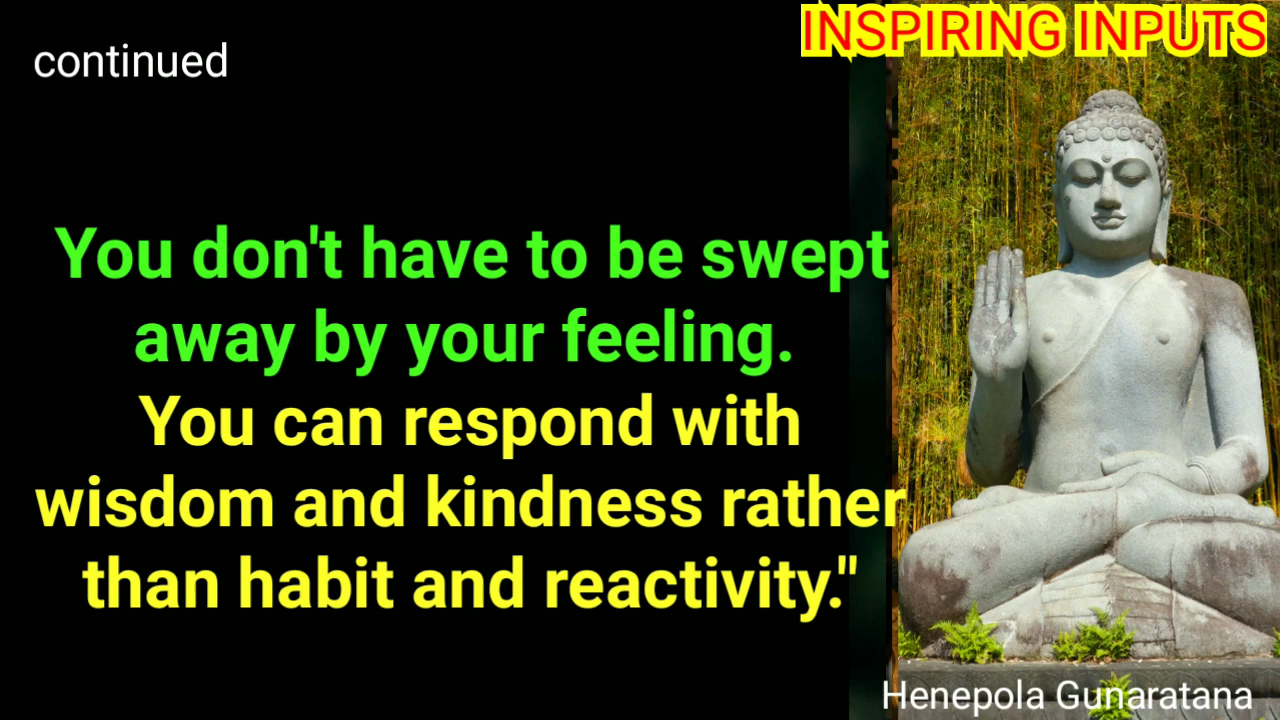 INSPIRING INPUTS
continued
You don't have to be swept
away by your feeling.
You can respond with
wisdom and kindness rather
than habit and reactivity."
Henepola Gunaratana